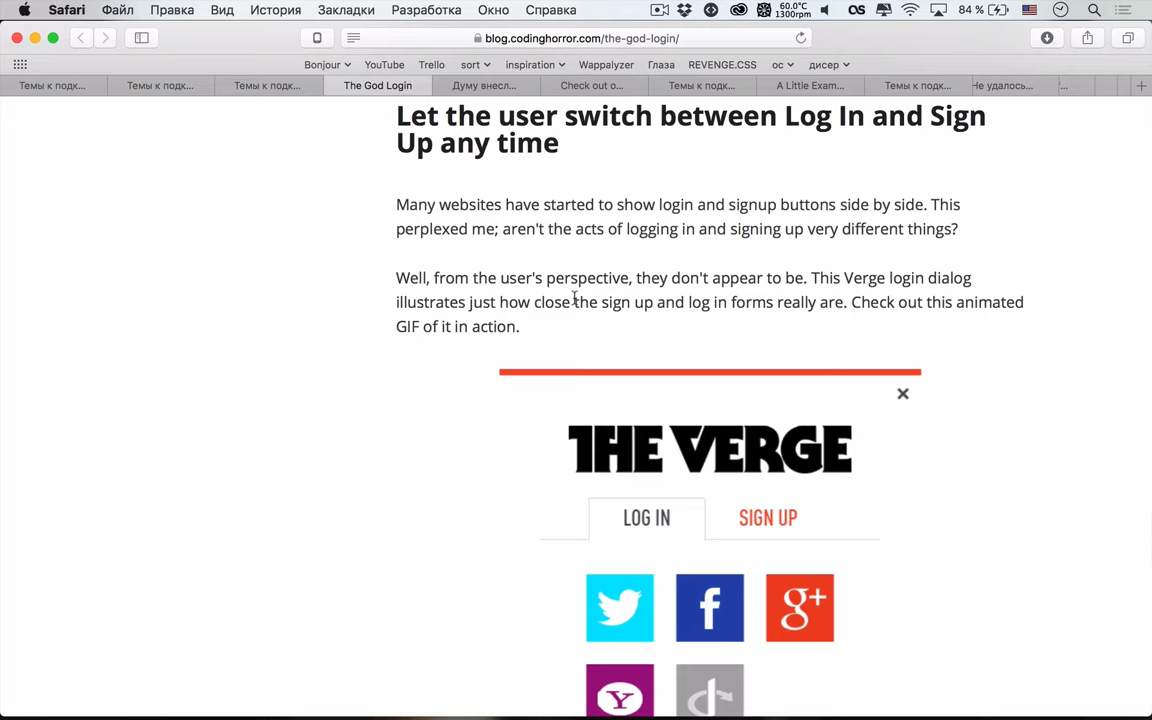 Safari Файл Правка Вид История Закладки Разработка Окно Справка 60.0°C 1300rpm 84 %
blog.codinghorror.com/the-god-login/
Bonjour YouTube Trello sort inspiration Wappalyzer Глаза REVENGE.CSS ос дисер
Темы к подк... Темы к подк... Темы к подк... The God Login Думу внесл... Check out o... Темы к подк... A Little Exam... Темы к подк... Не удалось...
Let the user switch between Log In and Sign
Up any time
Many websites have started to show login and signup buttons side by side. This
perplexed me; aren't the acts of logging in and signing up very different things?
Well, from the user's perspective, they don't appear to be. This Verge login dialog
illustrates just how close the sign up and log in forms really are. Check out this animated
GIF of it in action.
THE VERGE
LOG IN SIGN UP